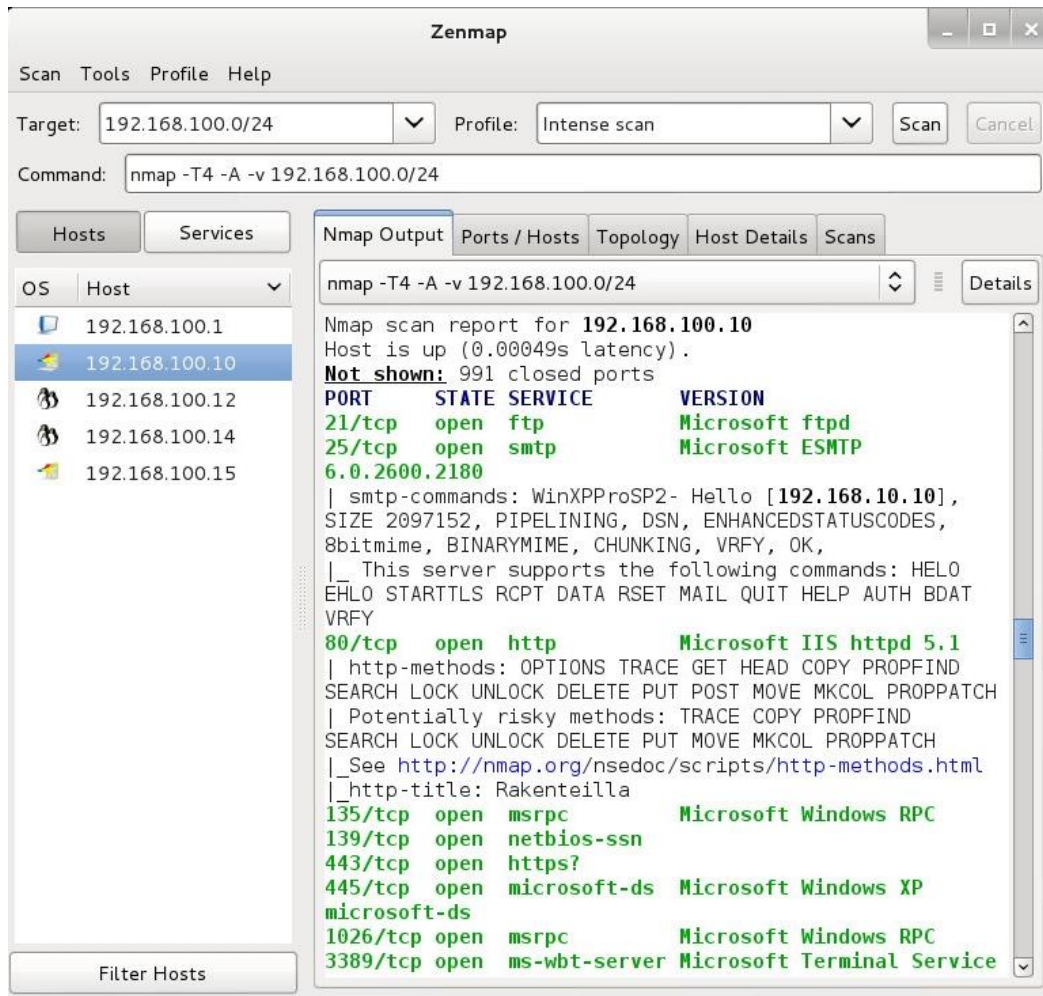 Zenmap
Scan Tools Profile Help
Target: 192.168.100.0/24 Profile: Intense scan Scan Cancel
Command: nmap -T4 -A -v 192.168.100.0/24
Hosts Services
OS Host
192.168.100.1
192.168.100.10
192.168.100.12
192.168.100.14
192.168.100.15
Filter Hosts
Nmap Output Ports / Hosts Topology Host Details Scans
nmap -T4 -A -v 192.168.100.0/24 Details
Nmap scan report for 192.168.100.10
Host is up (0.00049s latency).
Not shown: 991 closed ports
PORT STATE SERVICE VERSION
21/tcp open ftp Microsoft ftpd
25/tcp open smtp Microsoft ESMTP
6.0.2600.2180
| smtp-commands: WinXPProSP2- Hello [192.168.10.10],
SIZE 2097152, PIPELINING, DSN, ENHANCEDSTATUSCODES,
8bitmime, BINARYMIME, CHUNKING, VRFY, OK,
|_ This server supports the following commands: HELO
EHLO STARTTLS RCPT DATA RSET MAIL QUIT HELP AUTH BDAT
VRFY
80/tcp open http Microsoft IIS httpd 5.1
| http-methods: OPTIONS TRACE GET HEAD COPY PROPFIND
SEARCH LOCK UNLOCK DELETE PUT POST MOVE MKCOL PROPPATCH
| Potentially risky methods: TRACE COPY PROPFIND
SEARCH LOCK UNLOCK DELETE PUT MOVE MKCOL PROPPATCH
|_See http://nmap.org/nsedoc/scripts/http-methods.html
|_http-title: Rakenteilla
135/tcp open msrpc Microsoft Windows RPC
139/tcp open netbios-ssn
443/tcp open https?
445/tcp open microsoft-ds Microsoft Windows XP
microsoft-ds
1026/tcp open msrpc Microsoft Windows RPC
3389/tcp open ms-wbt-server Microsoft Terminal Service